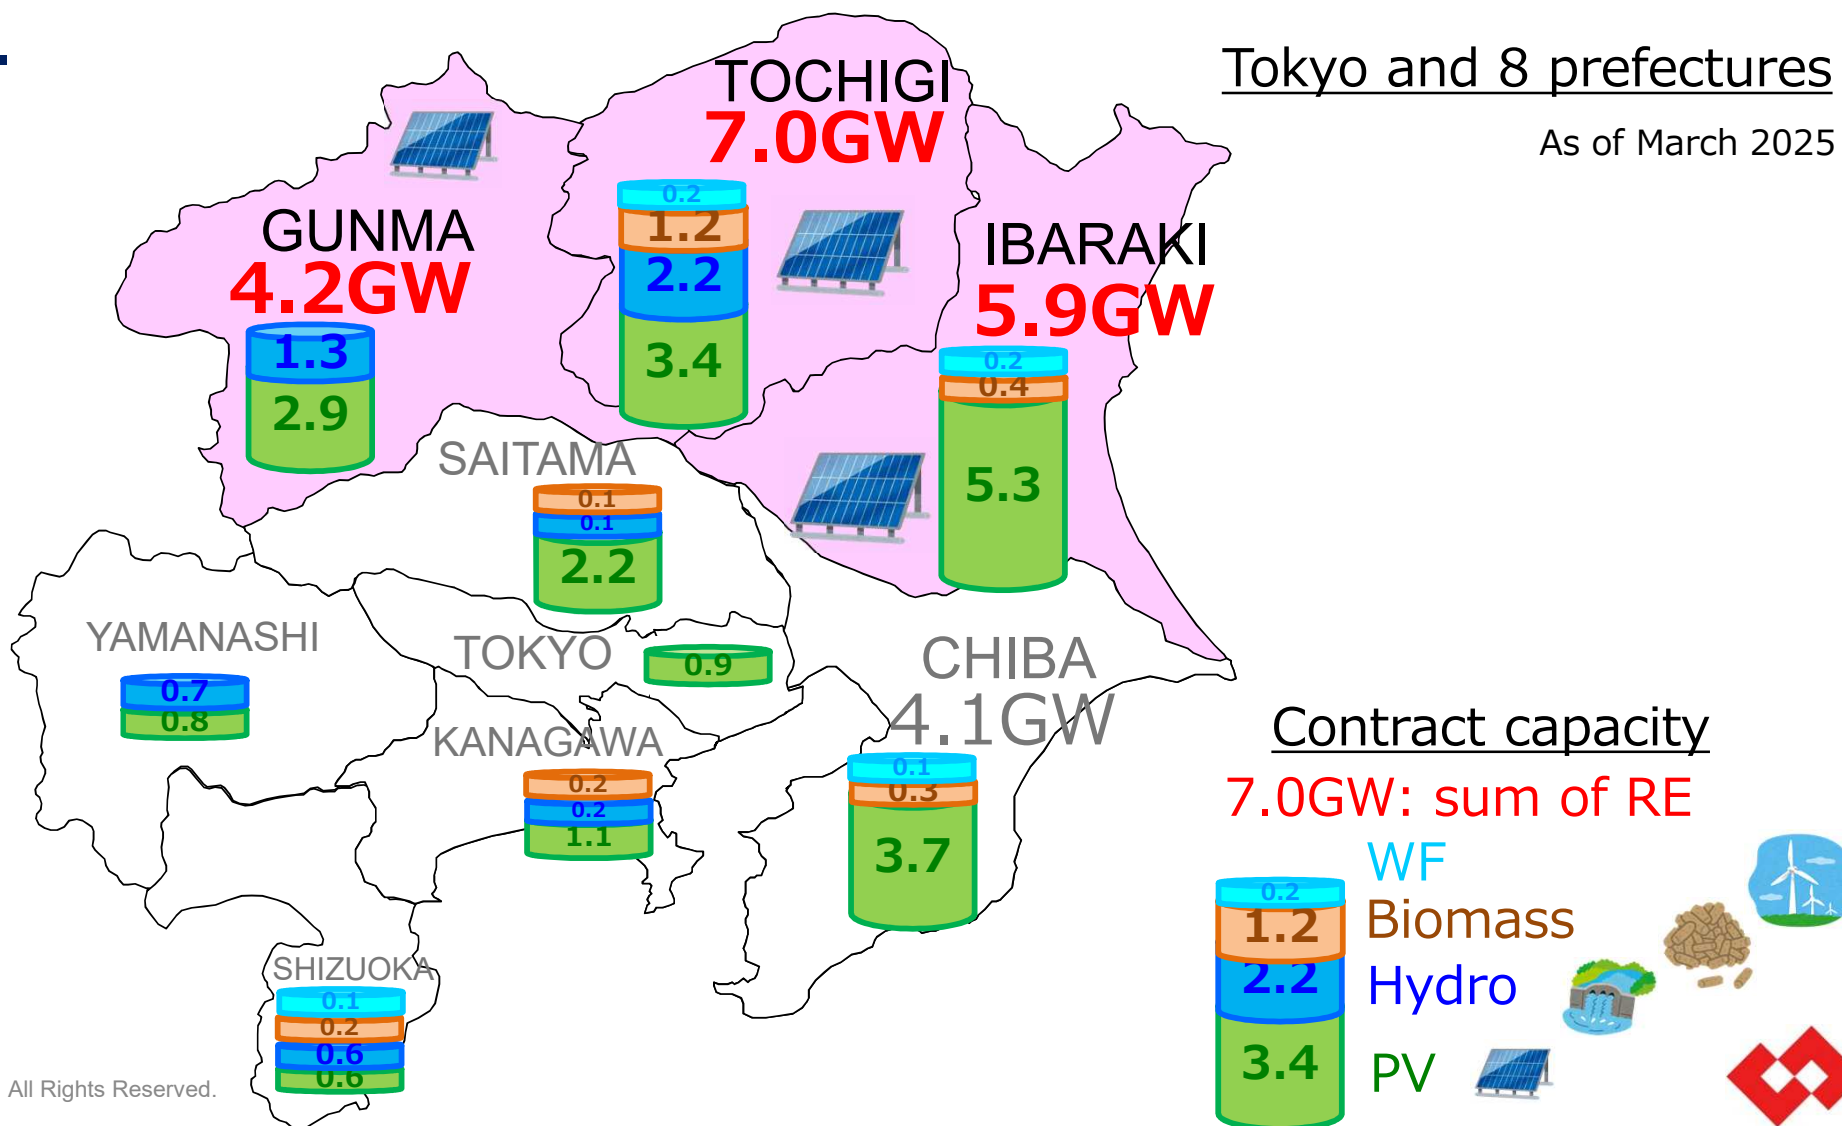 Tokyo and 8 prefectures
As of March 2025
TOCHIGI
7.0GW
0.2
1.2
2.2
3.4
GUNMA
4.2GW
1.3
2.9
IBARAKI
5.9GW
0.2
0.4
5.3
SAITAMA
0.1
0.1
2.2
YAMANASHI
0.7
0.8
TOKYO
0.9
KANAGAWA
0.2
0.2
1.1
CHIBA
4.1GW
0.1
0.3
3.7
SHIZUOKA
0.1
0.2
0.6
0.6
Contract capacity
7.0GW: sum of RE
WF
0.2
Biomass
1.2
Hydro
2.2
PV
3.4
All Rights Reserved.